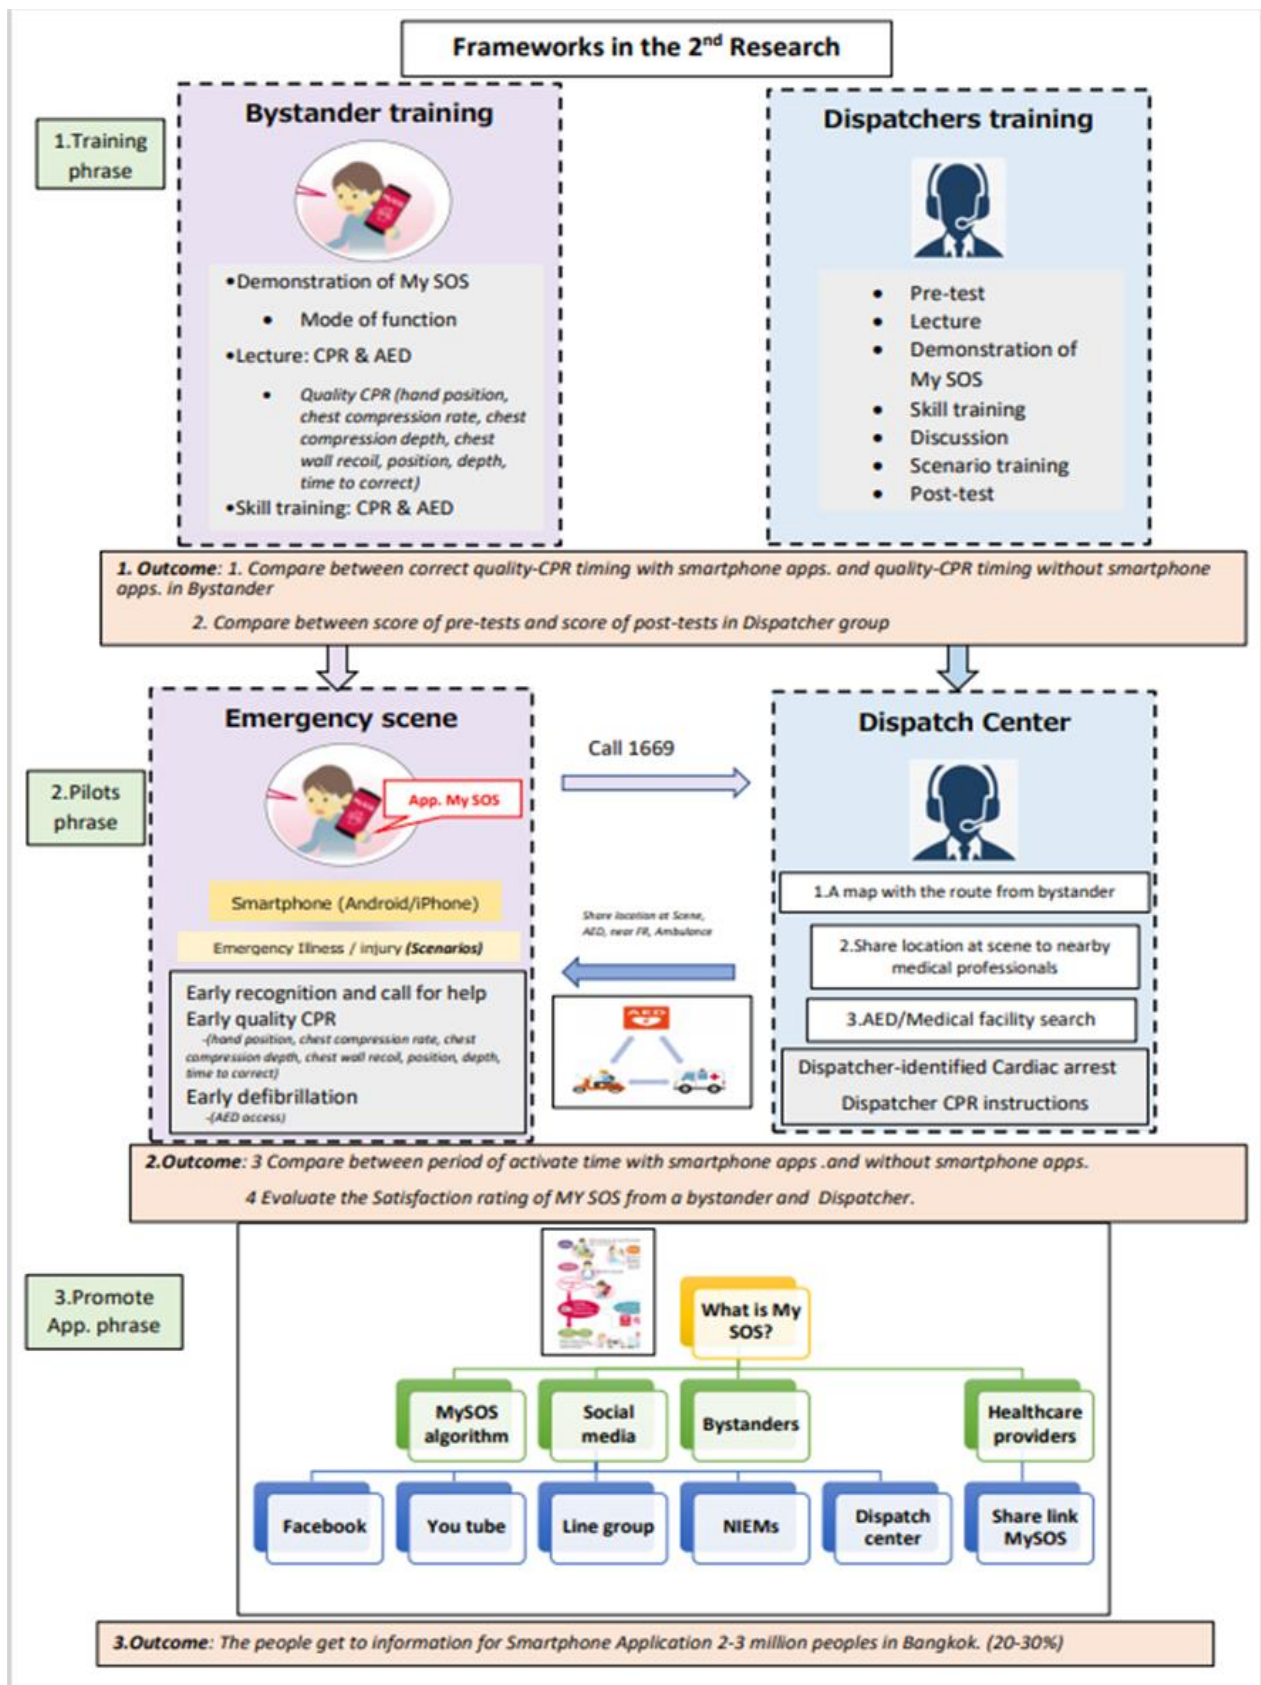 Frameworks in the 2nd Research
1.Training
phrase
Bystander training
•Demonstration of My SOS
• Mode of function
•Lecture: CPR & AED
• Quality CPR (hand position,
chest compression rate, chest
compression depth, chest
wall recoil, position, depth,
time to correct)
•Skill training: CPR & AED
Dispatchers training
• Pre-test
• Lecture
• Demonstration of
My SOS
• Skill training
• Discussion
• Scenario training
• Post-test
1. Outcome: 1. Compare between correct quality-CPR timing with smartphone apps. and quality-CPR timing without smartphone
apps. in Bystander
2. Compare between score of pre-tests and score of post-tests in Dispatcher group
2.Pilots
phrase
Emergency scene
App. My SOS
Smartphone (Android/iPhone)
Emergency Illness / injury (Scenarios)
Early recognition and call for help
Early quality CPR
-(hand position, chest compression rate, chest
compression depth, chest wall recoil, position, depth,
time to correct)
Early defibrillation
-(AED access)
Call 1669
Share location at Scene,
AED, near FR, Ambulance
AED
Dispatch Center
1.A map with the route from bystander
2.Share location at scene to nearby
medical professionals
3.AED/Medical facility search
Dispatcher-identified Cardiac arrest
Dispatcher CPR instructions
2.Outcome: 3 Compare between period of activate time with smartphone apps .and without smartphone apps.
4 Evaluate the Satisfaction rating of MY SOS from a bystander and Dispatcher.
3.Promote
App. phrase
What is My
SOS?
MySOS
algorithm
Social
media
Bystanders
Healthcare
providers
Facebook
You tube
Line group
NIEMs
Dispatch
center
Share link
MySOS
3.Outcome: The people get to information for Smartphone Application 2-3 million peoples in Bangkok. (20-30%)